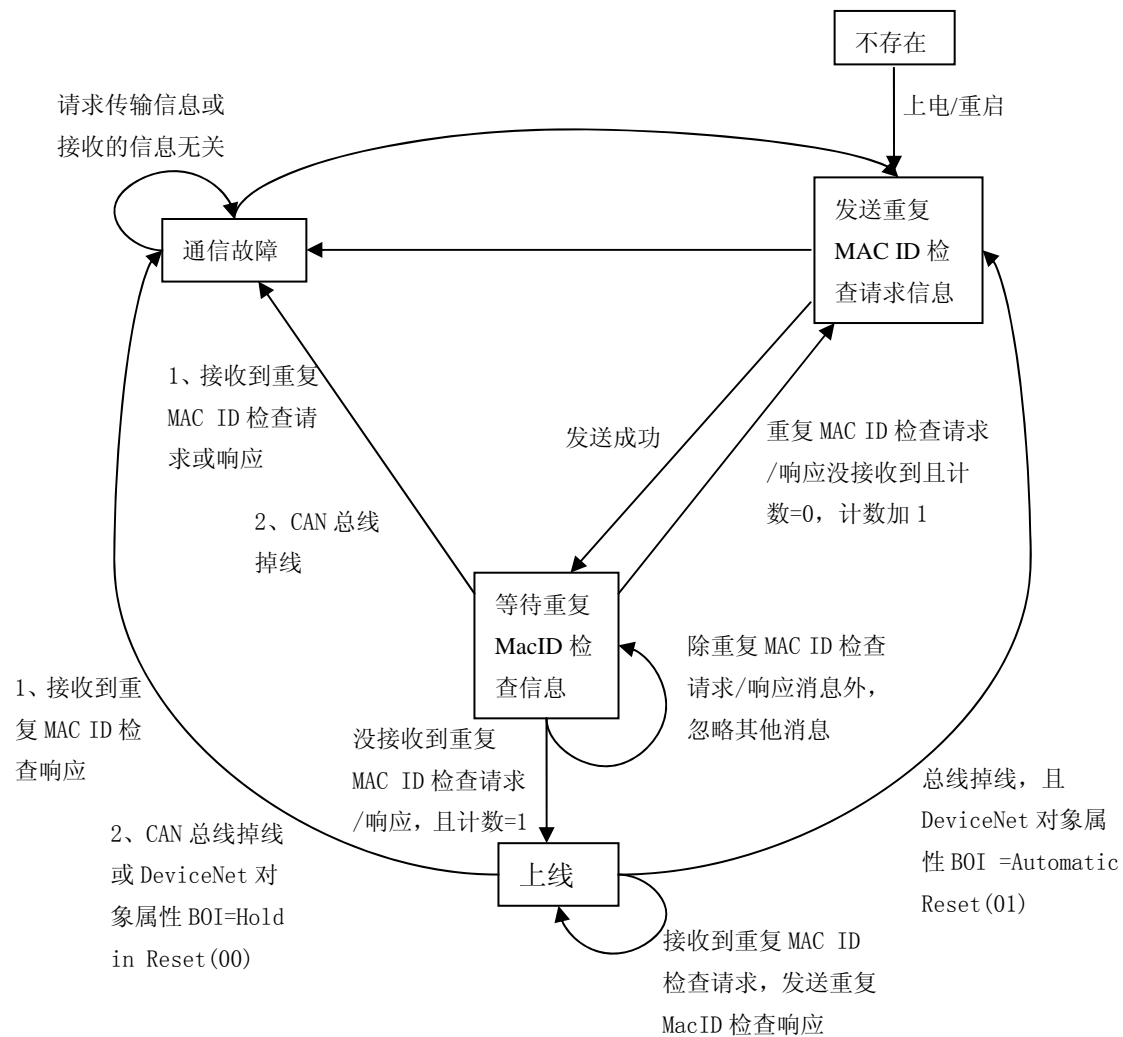 不存在
上电/重启
请求传输信息或
接收的信息无关
通信故障
发送重复
MAC ID 检
查请求信息
1、接收到重复
MAC ID 检查请
求或响应
2、CAN 总线
掉线
发送成功
重复 MAC ID 检查请求
/响应没接收到且计
数=0，计数加 1
等待重复
MacID 检
查信息
除重复 MAC ID 检查
请求/响应消息外，
忽略其他消息
1、接收到重
复 MAC ID 检
查响应
2、CAN 总线掉线
或 DeviceNet 对
象属性 BOI=Hold
in Reset(00)
没接收到重复
MAC ID 检查请求
/响应，且计数=1
上线
总线掉线，且
DeviceNet 对象属
性 BOI =Automatic
Reset(01)
接收到重复 MAC ID
检查请求，发送重复
MacID 检查响应